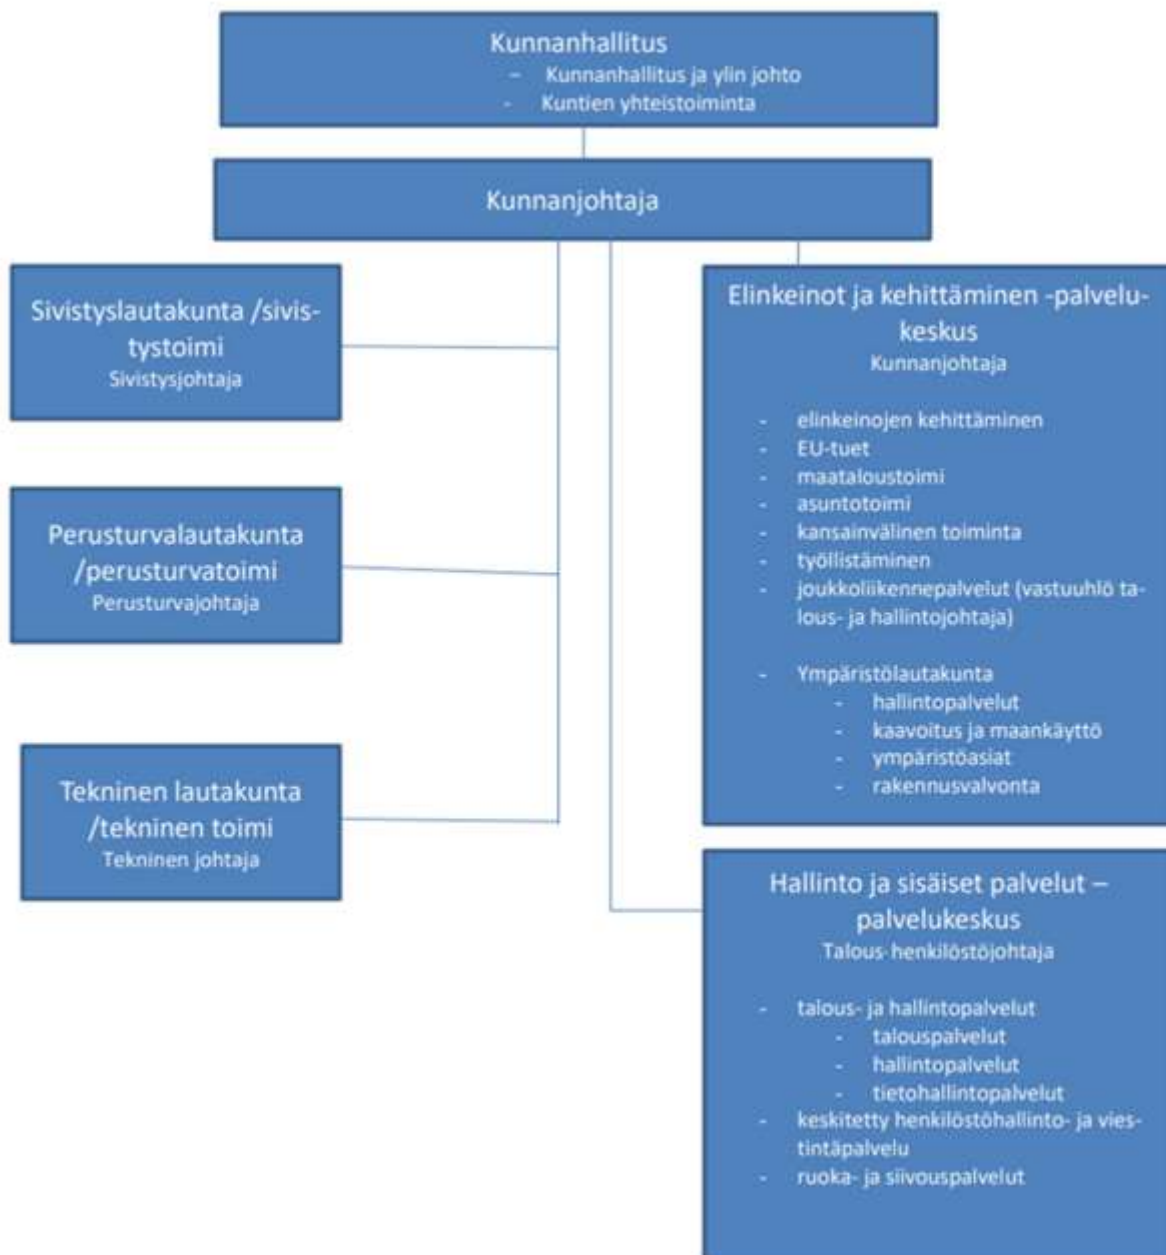 Kunnanhallitus
– Kunnanhallitus ja ylin johto
- Kuntien yhteistoiminta
Kunnanjohtaja
Sivistyslautakunta /sivis-
tystoimi
Sivistysjohtaja
Perusturvalautakunta
/perusturvatoimi
Perusturvajohtaja
Tekninen lautakunta
/tekninen toimi
Tekninen johtaja
Elinkeinot ja kehittäminen -palvelu-
keskus
Kunnanjohtaja
- elinkeinojen kehittäminen
- EU-tuet
- maataloustoimi
- asuntotoimi
- kansainvälinen toiminta
- työllistäminen
- joukkoliikennepalvelut (vastuuhlö ta-
lous- ja hallintojohtaja)
- Ympäristölautakunta
- hallintopalvelut
- kaavoitus ja maankäyttö
- ympäristöasiat
- rakennusvalvonta
Hallinto ja sisäiset palvelut –
palvelukeskus
Talous-henkilöstöjohtaja
- talous- ja hallintopalvelut
- talouspalvelut
- hallintopalvelut
- tietohallintopalvelut
- keskitetty henkilöstöhallinto- ja vies-
tintäpalvelu
- ruoka- ja siivouspalvelut